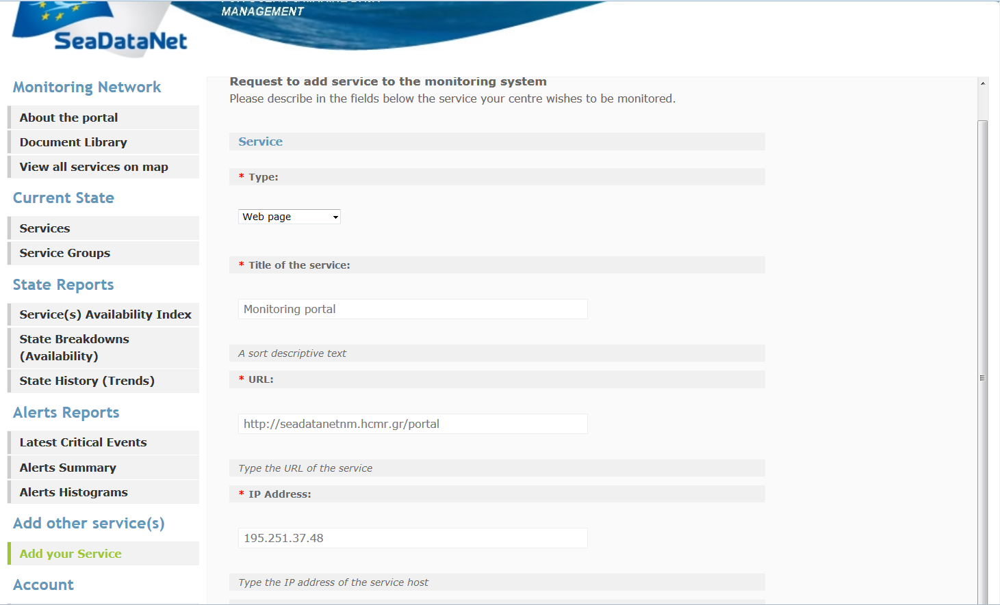 MANAGEMENT
SeaDataNet
Monitoring Network
About the portal
Document Library
View all services on map
Current State
Services
Service Groups
State Reports
Service(s) Availability Index
State Breakdowns
(Availability)
State History (Trends)
Alerts Reports
Latest Critical Events
Alerts Summary
Alerts Histograms
Add other service(s)
Add your Service
Account
Request to add service to the monitoring system
Please describe in the fields below the service your centre wishes to be monitored.
Service
* Type:
Web page
* Title of the service:
Monitoring portal
A sort descriptive text
* URL:
http://seadatanetnm.hcmr.gr/portal
Type the URL of the service
* IP Address:
195.251.37.48
Type the IP address of the service host